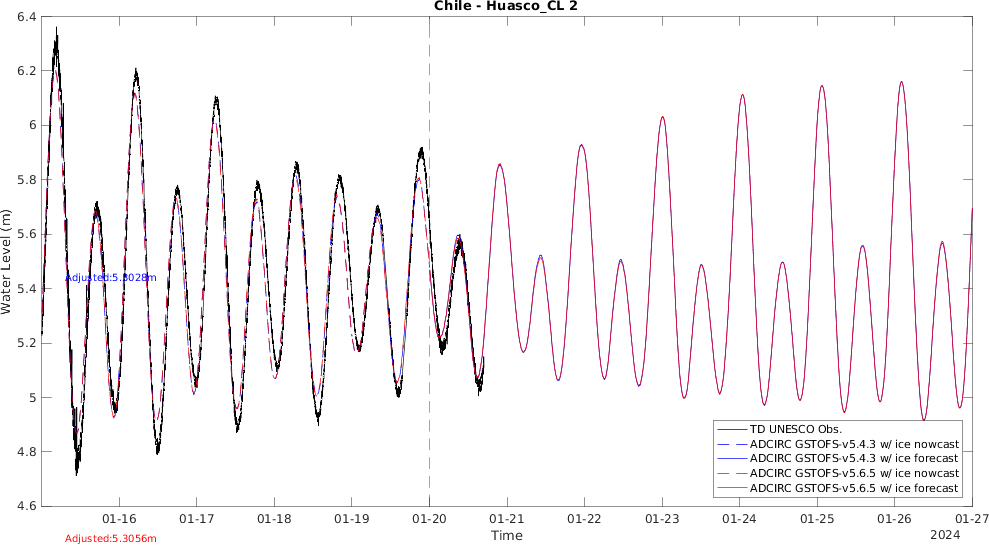 Chile - Huasco_CL 2
6.4
6.2
6
5.8
5.6
5.4
5.2
5
4.8
4.6
Water Level (m)
Adjusted:5.3028m
TD UNESCO Obs.
ADCIRC GSTOFS-v5.4.3 w/ ice nowcast
ADCIRC GSTOFS-v5.4.3 w/ ice forecast
ADCIRC GSTOFS-v5.6.5 w/ ice nowcast
ADCIRC GSTOFS-v5.6.5 w/ ice forecast
01-16 01-17 01-18 01-19 01-20 01-21 01-22 01-23 01-24 01-25 01-26 01-27
Time
2024
Adjusted:5.3056m